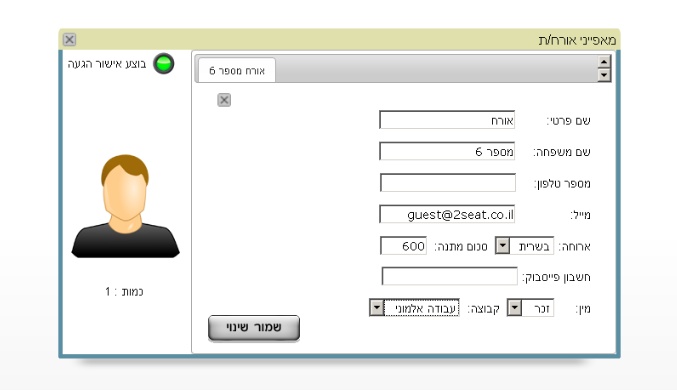 מאפייני אורח/ת
בוצע אישור הגעה
אורח מספר 6
שם פרטי: אורח
שם משפחה: מספר 6
מספר טלפון:
מייל: guest@2seat.co.il
ארוחה: בשרית סכום מתנה: 600
חשבון פייסבוק:
מין: זכר קבוצה: עבודה אלמוני
כמות : 1
שמור שינוי